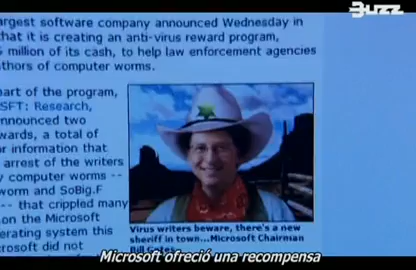 BUZZ
argest software company announced Wednesday in
that it is creating an anti-virus reward program,
million of its cash, to help law enforcement agencies
thors of computer worms.
art of the program,
SFT: Research,
nnounced two
wards, a total of
or information that
arrest of the writers
y computer worms --
worm and SoBig.F
-- that crippled many
on the Microsoft
erating system this
rosoft did not
Virus writers beware, there's a new
sheriff in town...Microsoft Chairman
Bill Gates
Microsoft ofreció una recompensa